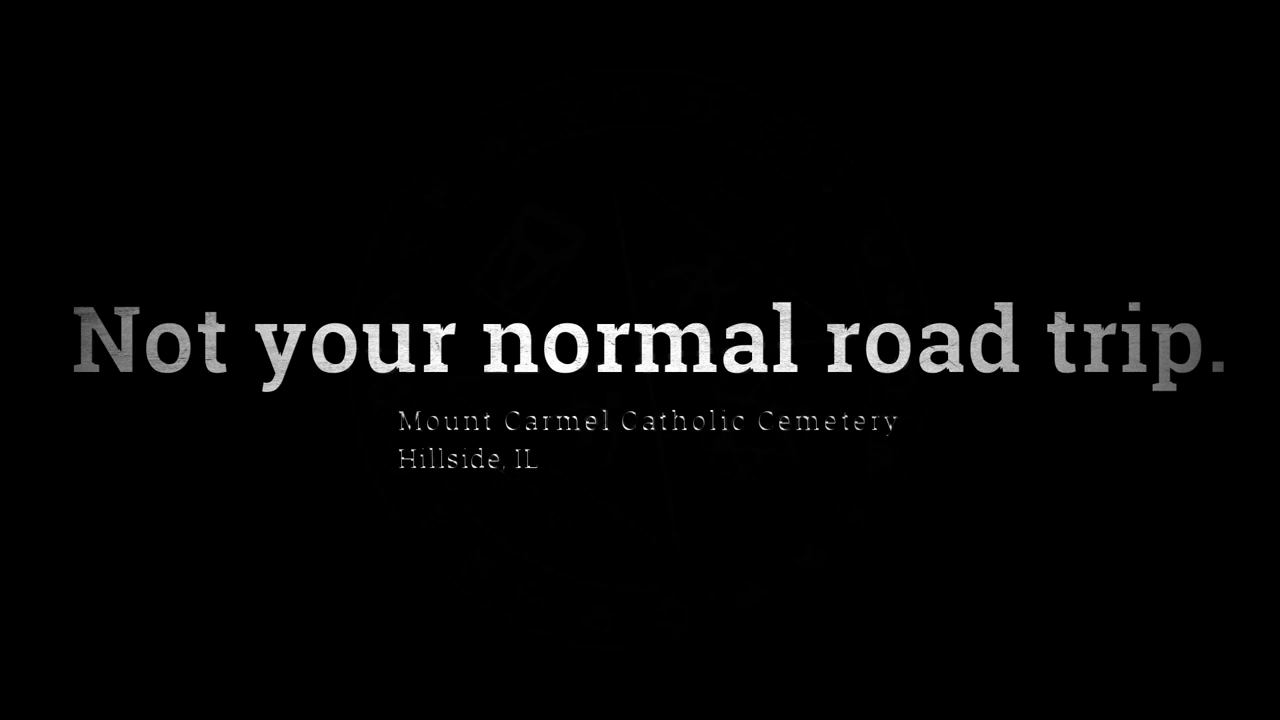 Not your normal road trip.
Mount Carmel Catholic Cemetery
Hillside, IL